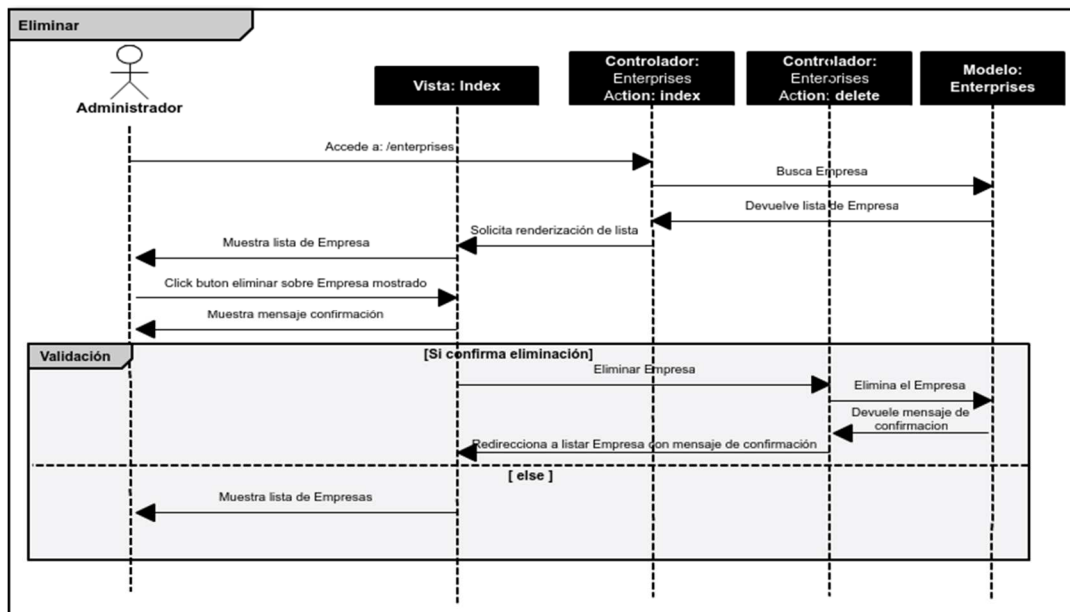 Eliminar
Administrador
Vista: Index
Controlador:
Enterprises
Action: index
Controlador:
Enterprises
Action: delete
Modelo:
Enterprises
Accede a: /enterprises
Busca Empresa
Devuelve lista de Empresa
Solicita renderización de lista
Muestra lista de Empresa
Click buton eliminar sobre Empresa mostrado
Muestra mensaje confirmación
Validación
[Si confirma eliminación]
Eliminar Empresa
Elimina el Empresa
Devuele mensaje de
confirmacion
Redirecciona a listar Empresa con mensaje de confirmación
[ else ]
Muestra lista de Empresas